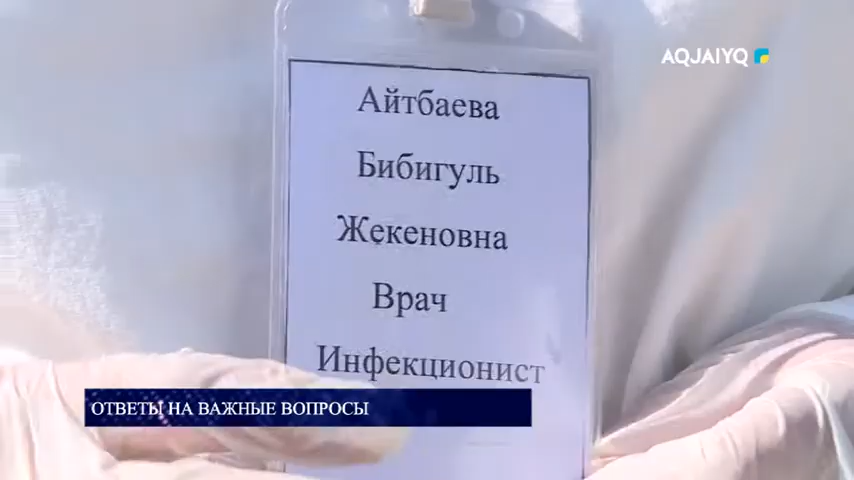 AQJAIYQ
Айтбаева
Бибигуль
Жекеновна
Врач
Инфекционист
ОТВЕТЫ НА ВАЖНЫЕ ВОПРОСЫ